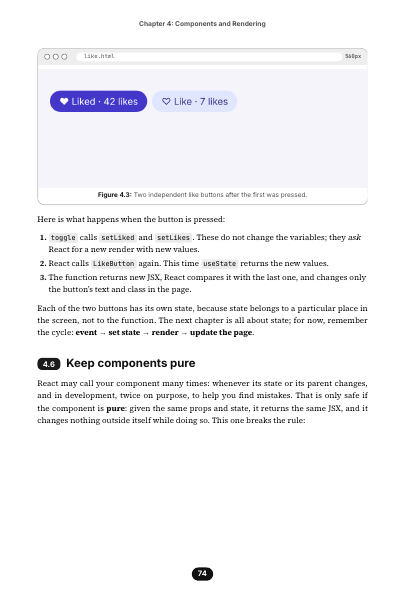 Chapter 4: Components and Rendering
like.html
560px
♥ Liked · 42 likes
♡ Like · 7 likes
Figure 4.3: Two independent like buttons after the first was pressed.
Here is what happens when the button is pressed:
1. toggle calls setLiked and setLikes. These do not change the variables; they ask
React for a new render with new values.
2. React calls LikeButton again. This time useState returns the new values.
3. The function returns new JSX, React compares it with the last one, and changes only
the button's text and class in the page.
Each of the two buttons has its own state, because state belongs to a particular place in
the screen, not to the function. The next chapter is all about state; for now, remember
the cycle: event → set state → render → update the page.
4.6 Keep components pure
React may call your component many times: whenever its state or its parent changes,
and in development, twice on purpose, to help you find mistakes. That is only safe if
the component is pure: given the same props and state, it returns the same JSX, and it
changes nothing outside itself while doing so. This one breaks the rule:
74